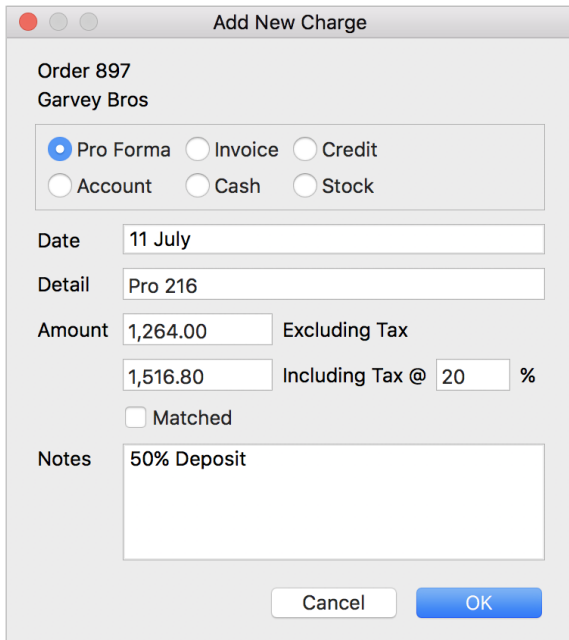 Add New Charge
Order 897
Garvey Bros
Pro Forma Invoice Credit
Account Cash Stock
Date 11 July
Detail Pro 216
Amount 1,264.00 Excluding Tax
1,516.80 Including Tax @ 20 %
Matched
Notes 50% Deposit
Cancel OK